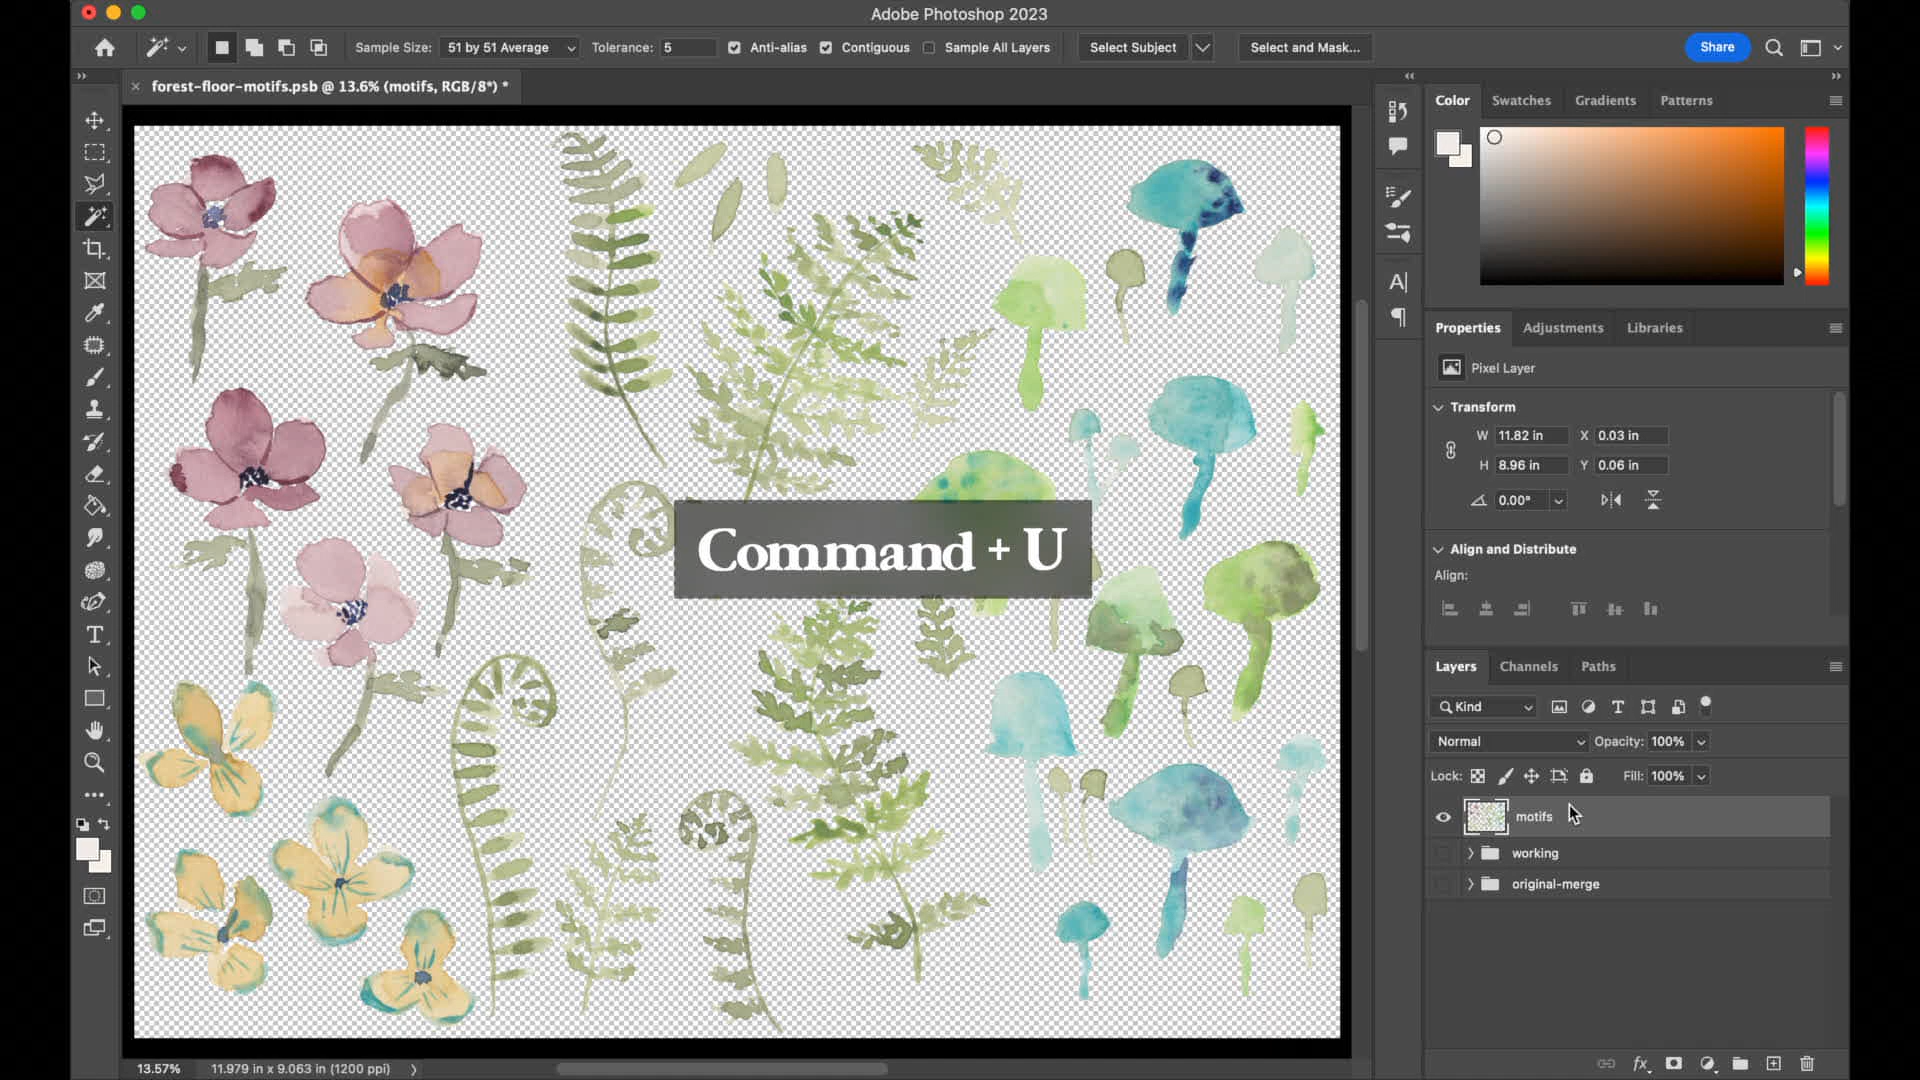 Adobe Photoshop 2023
Sample Size: 51 by 51 Average Tolerance: 5 Anti-alias Contiguous Sample All Layers Select Subject Select and Mask... Share
forest-floor-motifs.psb @ 13.6% (motifs, RGB/8*) *
Color Swatches Gradients Patterns
Properties Adjustments Libraries
Pixel Layer
Transform
W 11.82 in X 0.03 in
H 8.96 in Y 0.06 in
0.00°
Align and Distribute
Align:
Command + U
Layers Channels Paths
Kind
Normal Opacity: 100%
Lock: Fill: 100%
motifs
working
original-merge
13.57% 11.979 in x 9.063 in (1200 ppi)